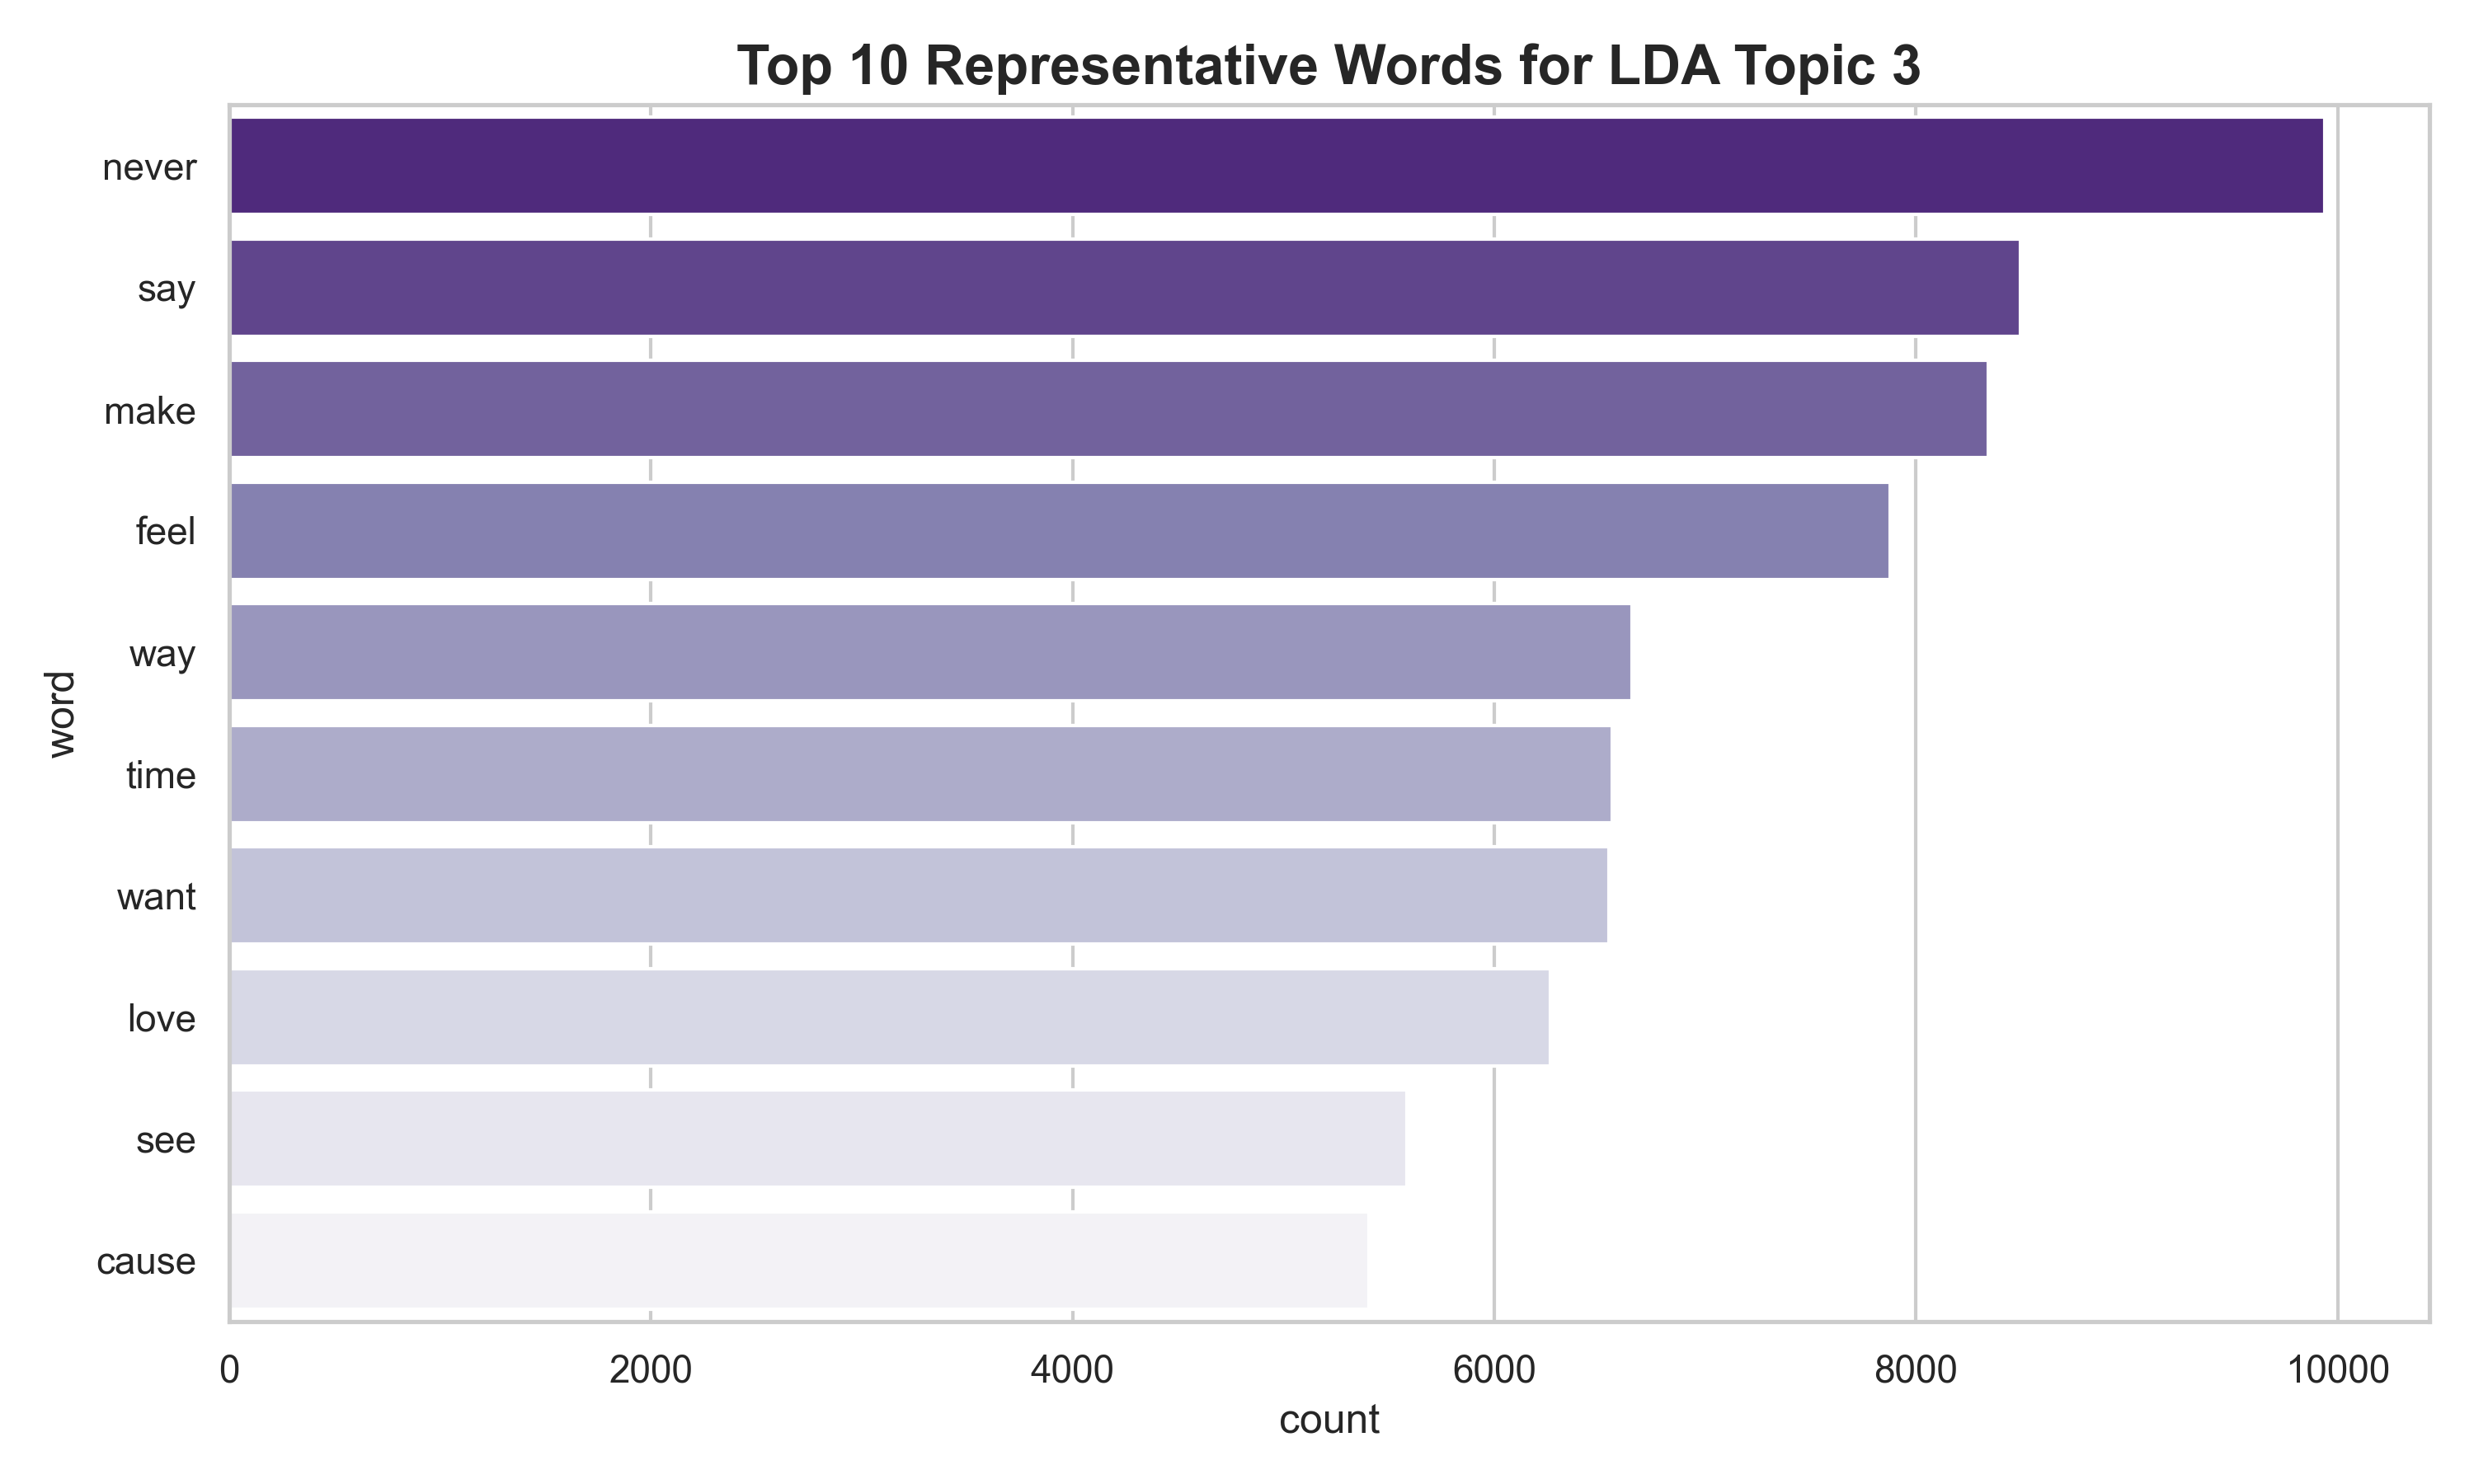 Top 10 Representative Words for LDA Topic 3
never
say
make
feel
way
time
want
love
see
cause
word
0 2000 4000 6000 8000 10000
count